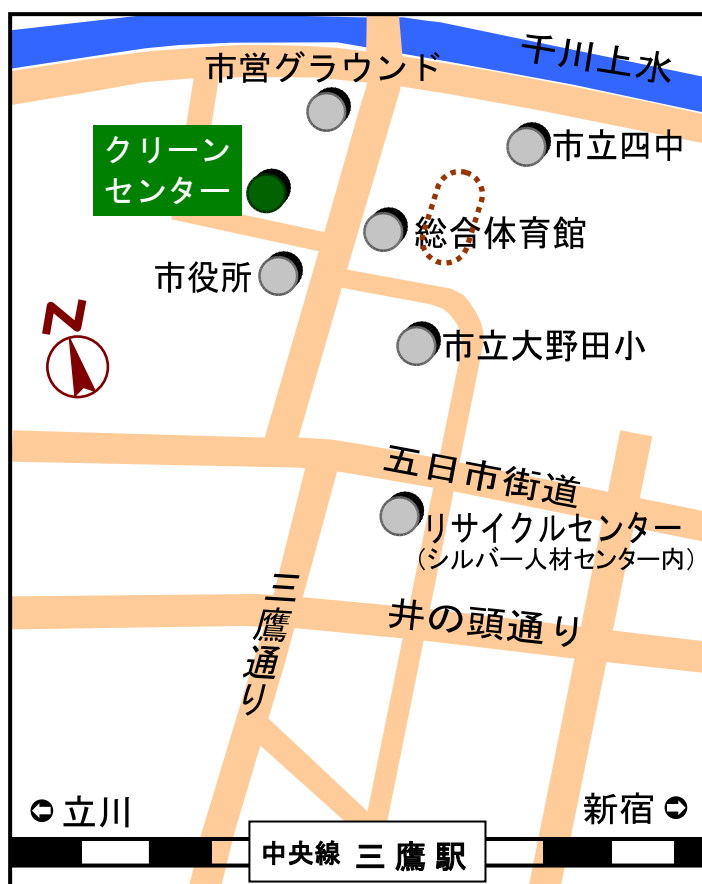 千川上水
市営グラウンド
クリーン
センター
市立四中
総合体育館
市役所
N
市立大野田小
五日市街道
リサイクルセンター
(シルバー人材センター内)
三鷹通り
井の頭通り
立川
新宿
中央線 三鷹駅